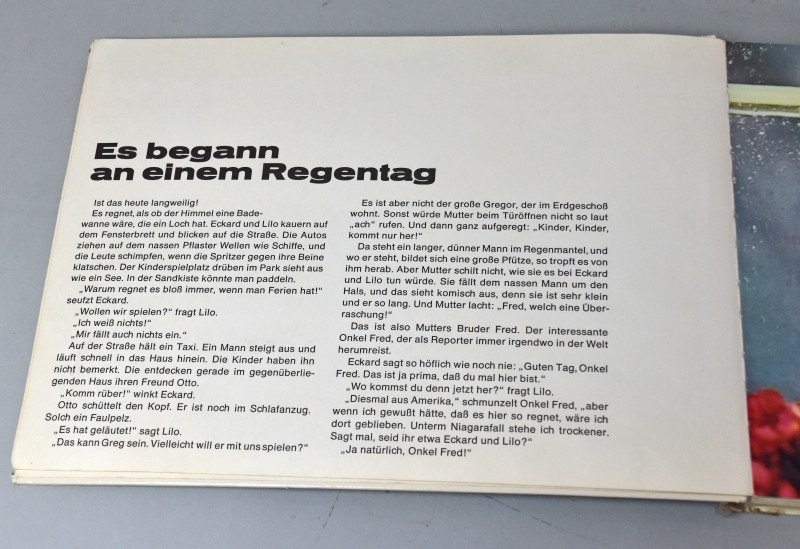 Es begann
an einem Regentag
Ist das heute langweilig!
Es regnet, als ob der Himmel eine Bade-
wanne wäre, die ein Loch hat. Eckard und Lilo kauern auf
dem Fensterbrett und blicken auf die Straße. Die Autos
ziehen auf dem nassen Pflaster Wellen wie Schiffe, und
die Leute schimpfen, wenn die Spritzer gegen ihre Beine
klatschen. Der Kinderspielplatz drüben im Park sieht aus
wie ein See. In der Sandkiste könnte man paddeln.
„Warum regnet es bloß immer, wenn man Ferien hat!“
seufzt Eckard.
„Wollen wir spielen?“ fragt Lilo.
„Ich weiß nichts!“
„Mir fällt auch nichts ein.“
Auf der Straße hält ein Taxi. Ein Mann steigt aus und
läuft schnell in das Haus hinein. Die Kinder haben ihn
nicht bemerkt. Die entdecken gerade im gegenüberlie-
genden Haus ihren Freund Otto.
„Komm rüber!“ winkt Eckard.
Otto schüttelt den Kopf. Er ist noch im Schlafanzug.
Solch ein Faulpelz.
„Es hat geläutet!“ sagt Lilo.
„Das kann Greg sein. Vielleicht will er mit uns spielen?“
Es ist aber nicht der große Gregor, der im Erdgeschoß
wohnt. Sonst würde Mutter beim Türöffnen nicht so laut
„ach“ rufen. Und dann ganz aufgeregt: „Kinder, Kinder,
kommt nur her!“
Da steht ein langer, dünner Mann im Regenmantel, und
wo er steht, bildet sich eine große Pfütze, so tropft es von
ihm herab. Aber Mutter schilt nicht, wie sie es bei Eckard
und Lilo tun würde. Sie fällt dem nassen Mann um den
Hals, und das sieht komisch aus, denn sie ist sehr klein
und er so lang. Und Mutter lacht: „Fred, welch eine Über-
raschung!“
Das ist also Mutters Bruder Fred. Der interessante
Onkel Fred, der als Reporter immer irgendwo in der Welt
herumreist.
Eckard sagt so höflich wie noch nie: „Guten Tag, Onkel
Fred. Das ist ja prima, daß du mal hier bist.“
„Wo kommst du denn jetzt her?“ fragt Lilo.
„Diesmal aus Amerika,“ schmunzelt Onkel Fred, „aber
wenn ich gewußt hätte, daß es hier so regnet, wäre ich
dort geblieben. Unterm Niagarafall stehe ich trockener.
Sagt mal, seid ihr etwa Eckard und Lilo?“
„Ja natürlich, Onkel Fred!“